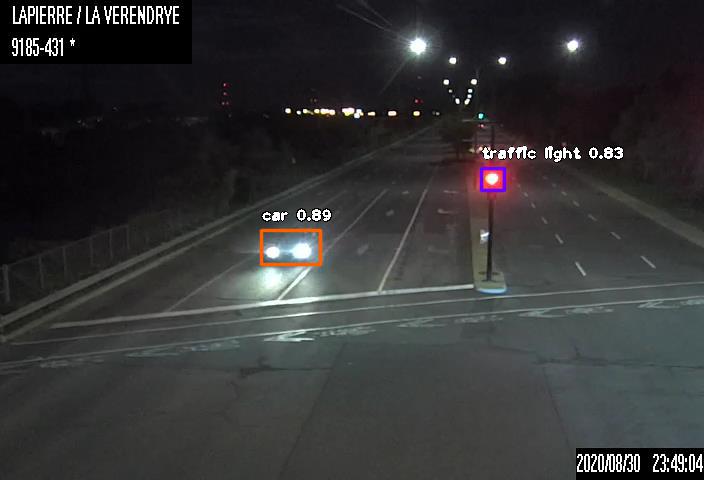 LAPIERRE / LA VERENDRYE
9185-431 *
traffic light 0.83
car 0.89
2020/08/30 23:49:04